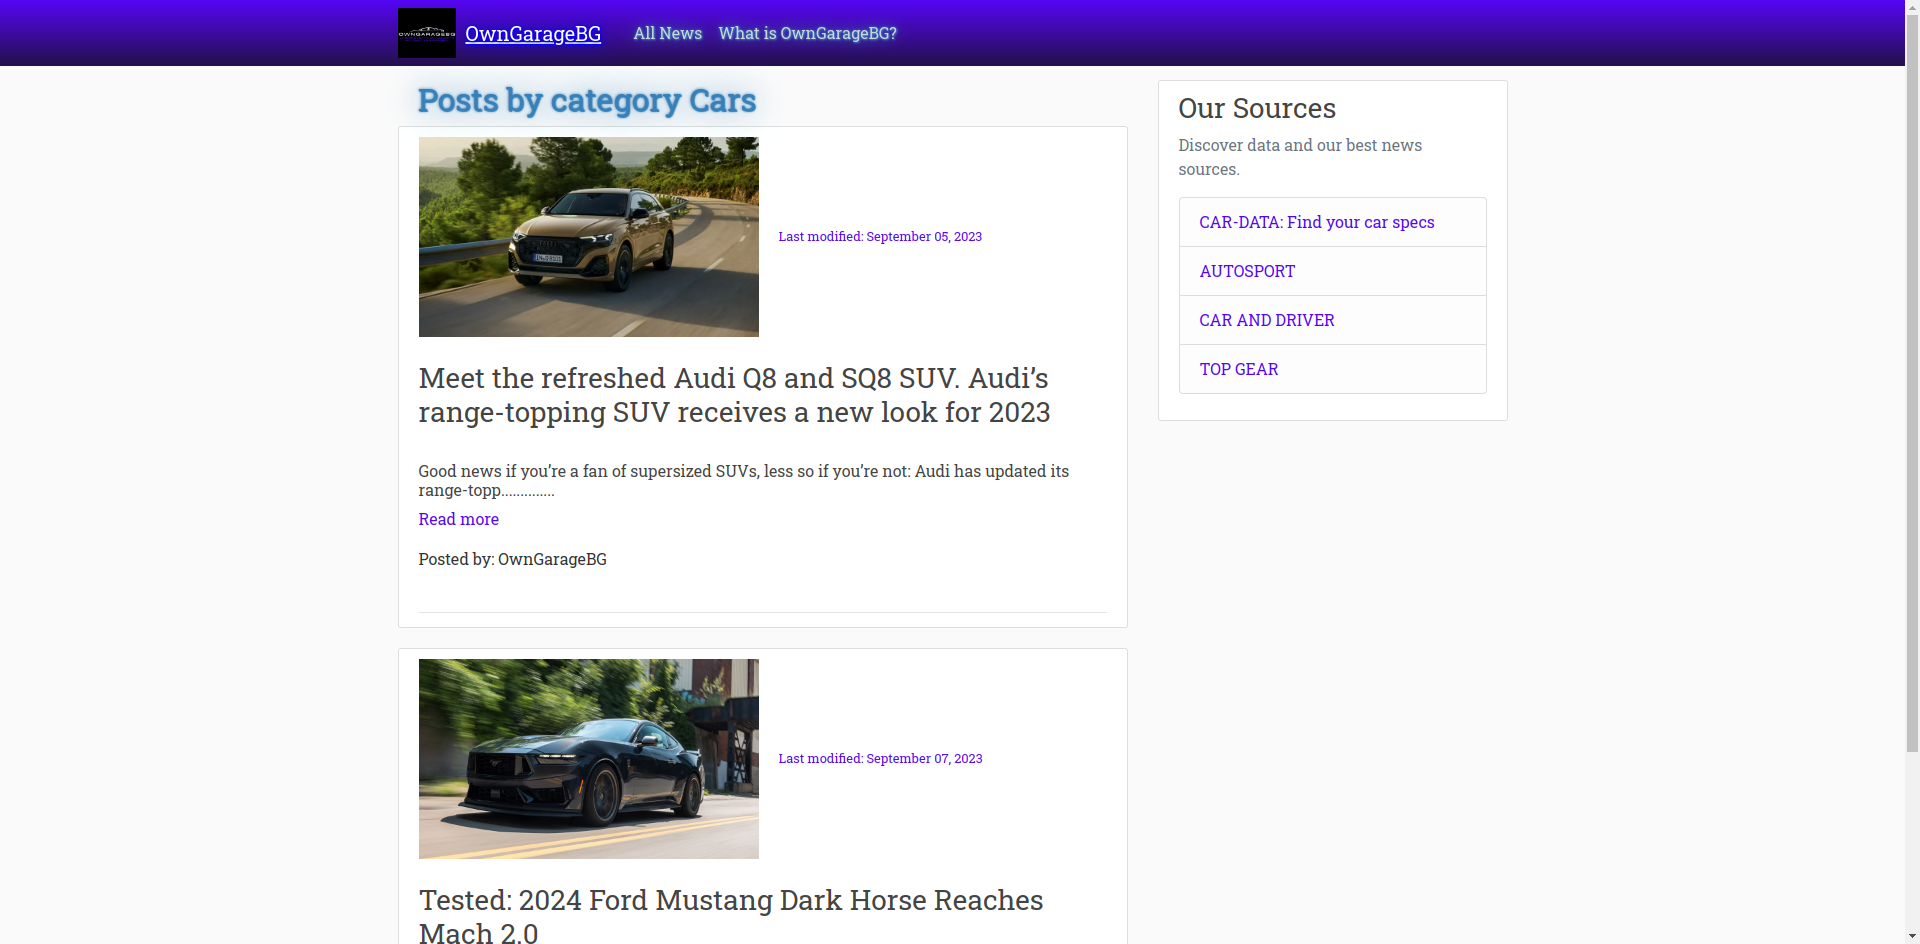 OWNGARAGEBG
OwnGarageBG
All News
What is OwnGarageBG?
Posts by category Cars
Last modified: September 05, 2023
Meet the refreshed Audi Q8 and SQ8 SUV. Audi’s
range-topping SUV receives a new look for 2023
Good news if you’re a fan of supersized SUVs, less so if you’re not: Audi has updated its
range-topp..............
Read more
Posted by: OwnGarageBG
Last modified: September 07, 2023
Tested: 2024 Ford Mustang Dark Horse Reaches
Mach 2.0
Our Sources
Discover data and our best news
sources.
CAR-DATA: Find your car specs
AUTOSPORT
CAR AND DRIVER
TOP GEAR